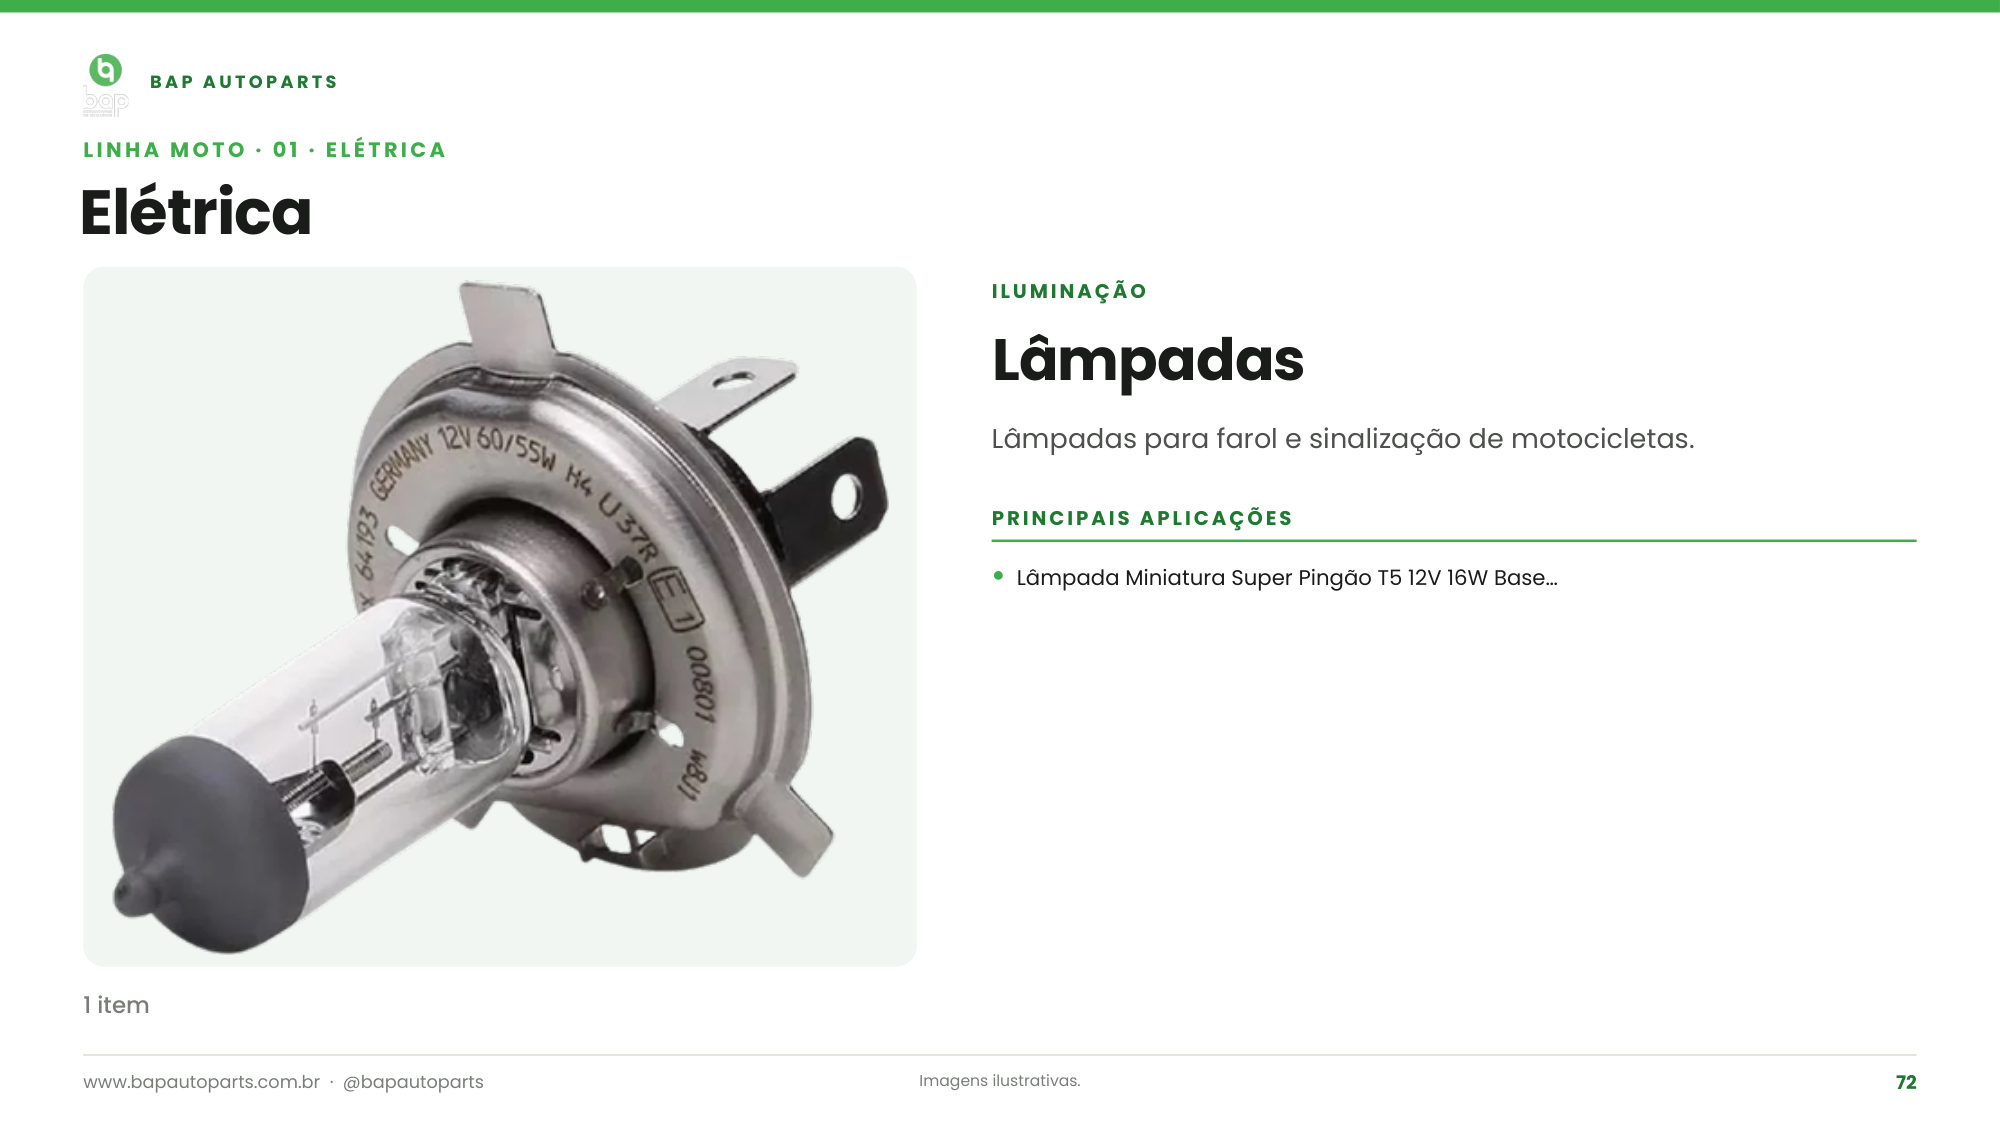 bap
BAP AUTOPARTS
LINHA MOTO · 01 · ELÉTRICA
Elétrica
GERMANY 12V 60/55W H4 U 37R E1 00801 W8J1
64193
ILUMINAÇÃO
Lâmpadas
Lâmpadas para farol e sinalização de motocicletas.
PRINCIPAIS APLICAÇÕES
• Lâmpada Miniatura Super Pingão T5 12V 16W Base…
1 item
www.bapautoparts.com.br · @bapautoparts
Imagens ilustrativas.
72